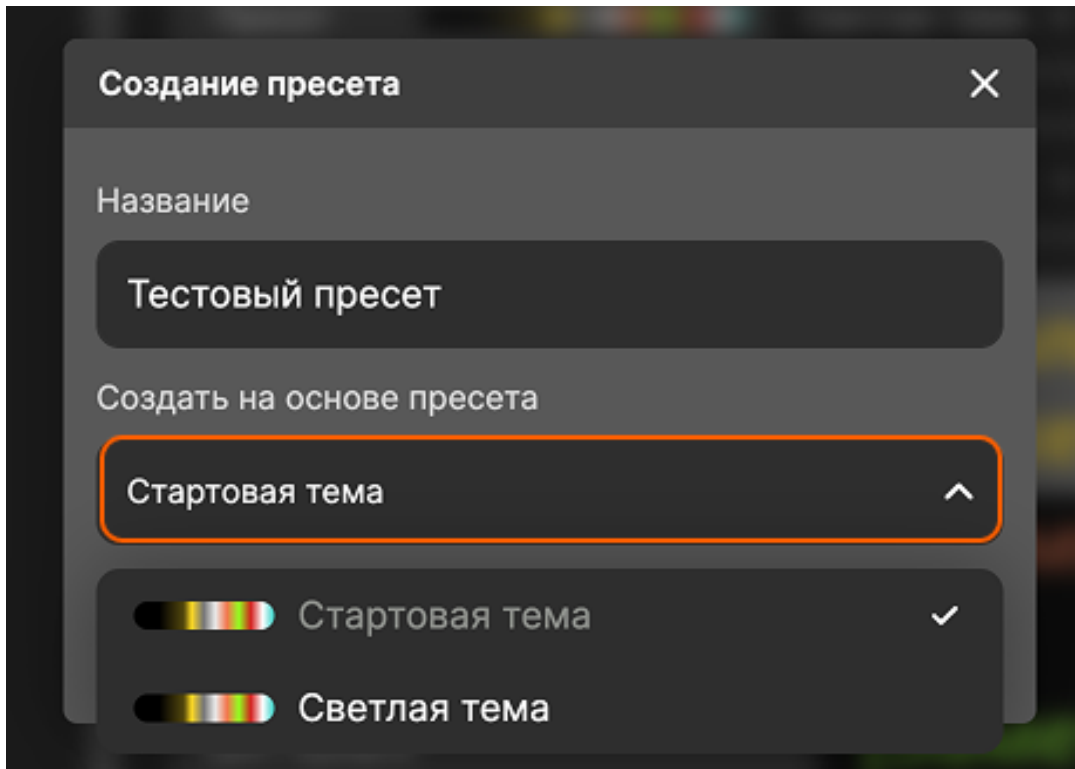 Создание пресета
Название
Тестовый пресет
Создать на основе пресета
Стартовая тема
Стартовая тема
Светлая тема